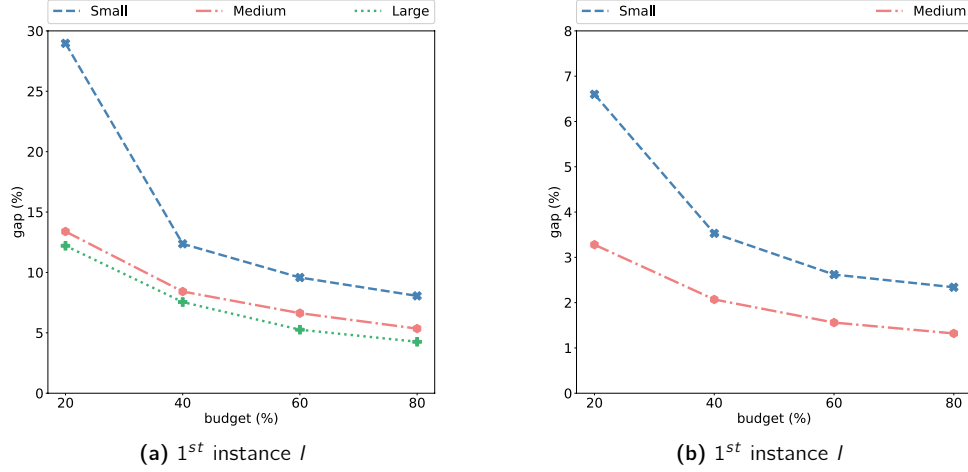 Small Medium Large
30
25
20
15
10
5
0
gap (%)
20 40 60 80
budget (%)
(a) 1st instance I
Small Medium
8
7
6
5
4
3
2
1
0
gap (%)
20 40 60 80
budget (%)
(b) 1st instance I